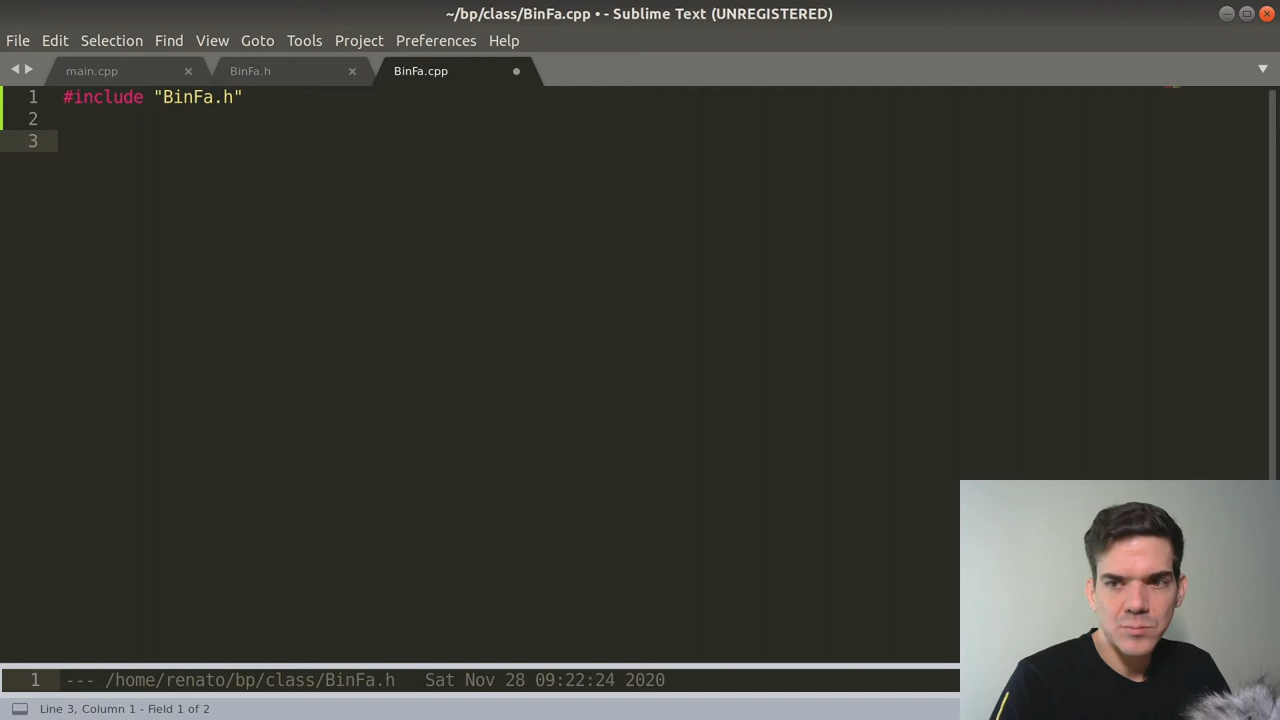 ~/bp/class/BinFa.cpp • - Sublime Text (UNREGISTERED)
File Edit Selection Find View Goto Tools Project Preferences Help
main.cpp BinFa.h BinFa.cpp
1 #include "BinFa.h"
2
3
1 --- /home/renato/bp/class/BinFa.h Sat Nov 28 09:22:24 2020
Line 3, Column 1 - Field 1 of 2